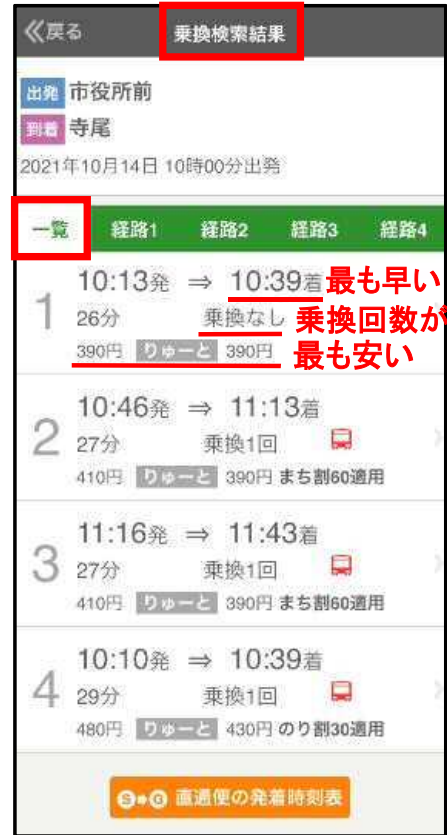 ≪戻る 乗換検索結果
出発 市役所前
到着 寺尾
2021年10月14日 10時00分出発
一覧 経路1 経路2 経路3 経路4
1 10:13発 ⇒ 10:39着 最も早い
26分 乗換なし 乗換回数が
390円 りゅーと 390円 最も安い
2 10:46発 ⇒ 11:13着
27分 乗換1回
410円 りゅーと 390円 まち割60適用
3 11:16発 ⇒ 11:43着
27分 乗換1回
410円 りゅーと 390円 まち割60適用
4 10:10発 ⇒ 10:39着
29分 乗換1回
480円 りゅーと 430円 のり割30適用
S➡G 直通便の発着時刻表